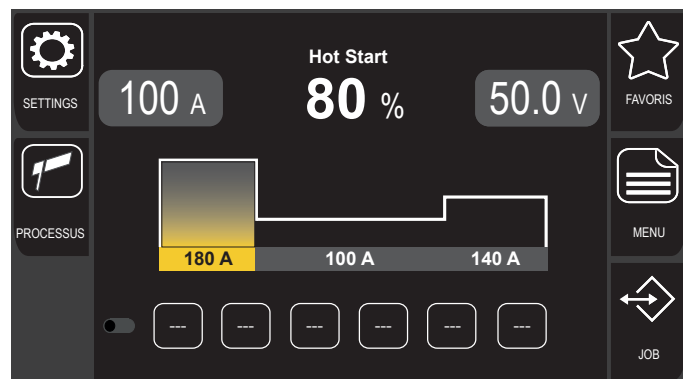 Hot Start
SETTINGS
100 A
80 %
50.0 V
FAVORIS
PROCESSUS
MENU
180 A
100 A
140 A
---
---
---
---
---
---
JOB